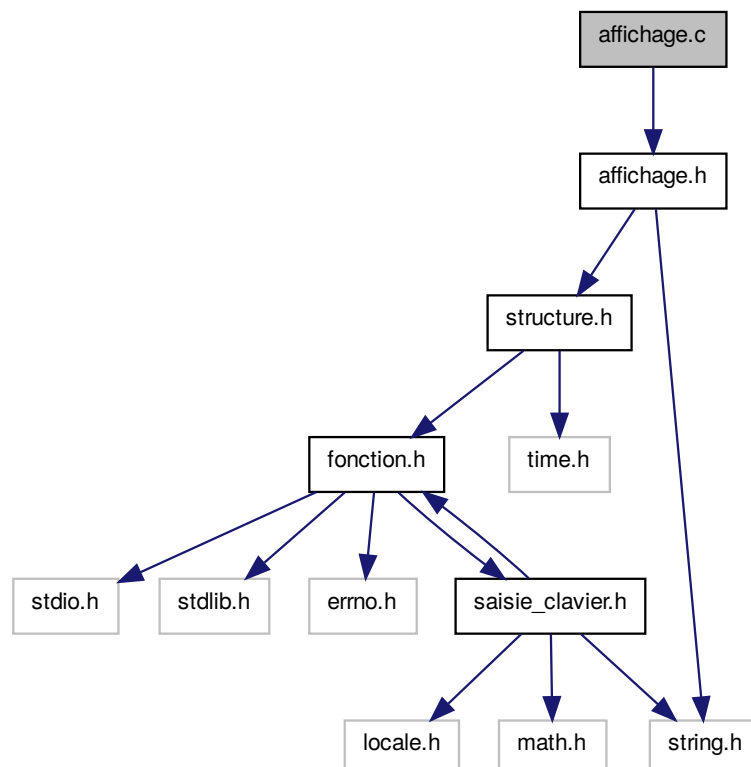 affichage.c
affichage.h
structure.h
fonction.h
time.h
stdio.h
stdlib.h
errno.h
saisie_clavier.h
locale.h
math.h
string.h